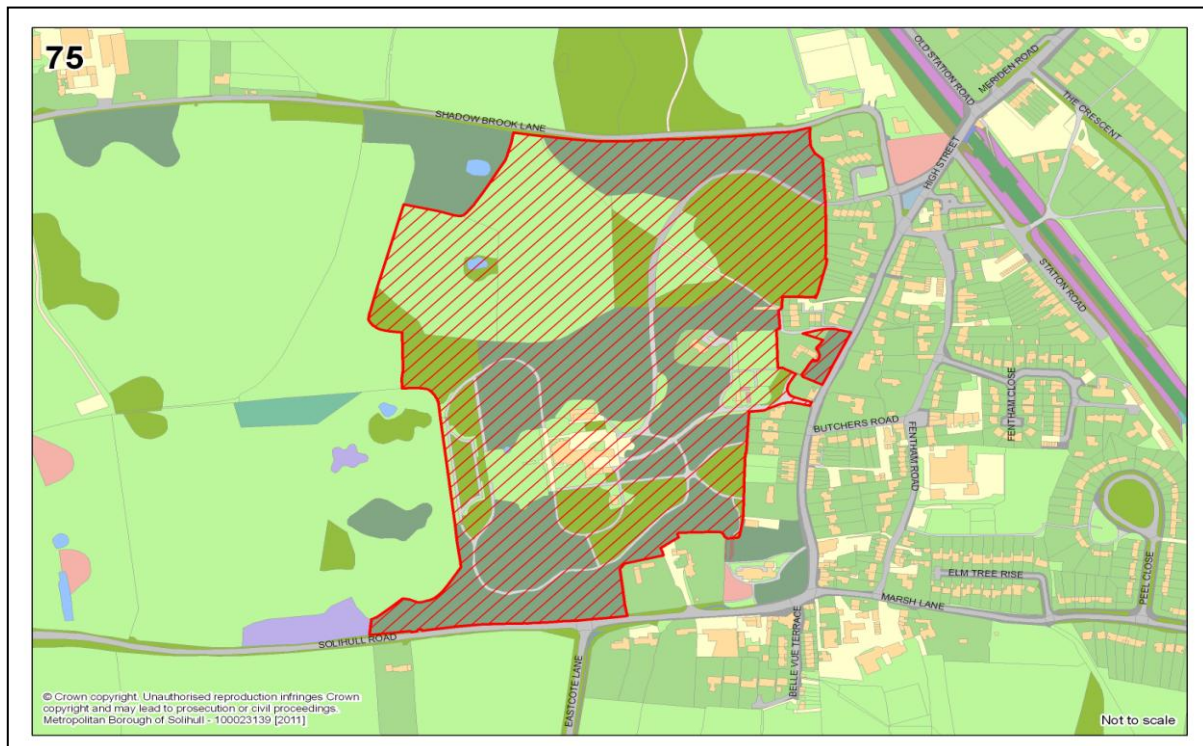 75
SHADOW BROOK LANE
OLD STATION ROAD
MERIDEN ROAD
THE CRESCENT
HIGH STREET
STATION ROAD
FENTHAM CLOSE
BUTCHERS ROAD
FENTHAM ROAD
ELM TREE RISE
PEEL CLOSE
MARSH LANE
BELLE VUE TERRACE
SOLIHULL ROAD
EASTCOTE LANE
© Crown copyright. Unauthorised reproduction infringes Crown
copyright and may lead to prosecution or civil proceedings.
Metropolitan Borough of Solihull - 100023139 [2011]
Not to scale